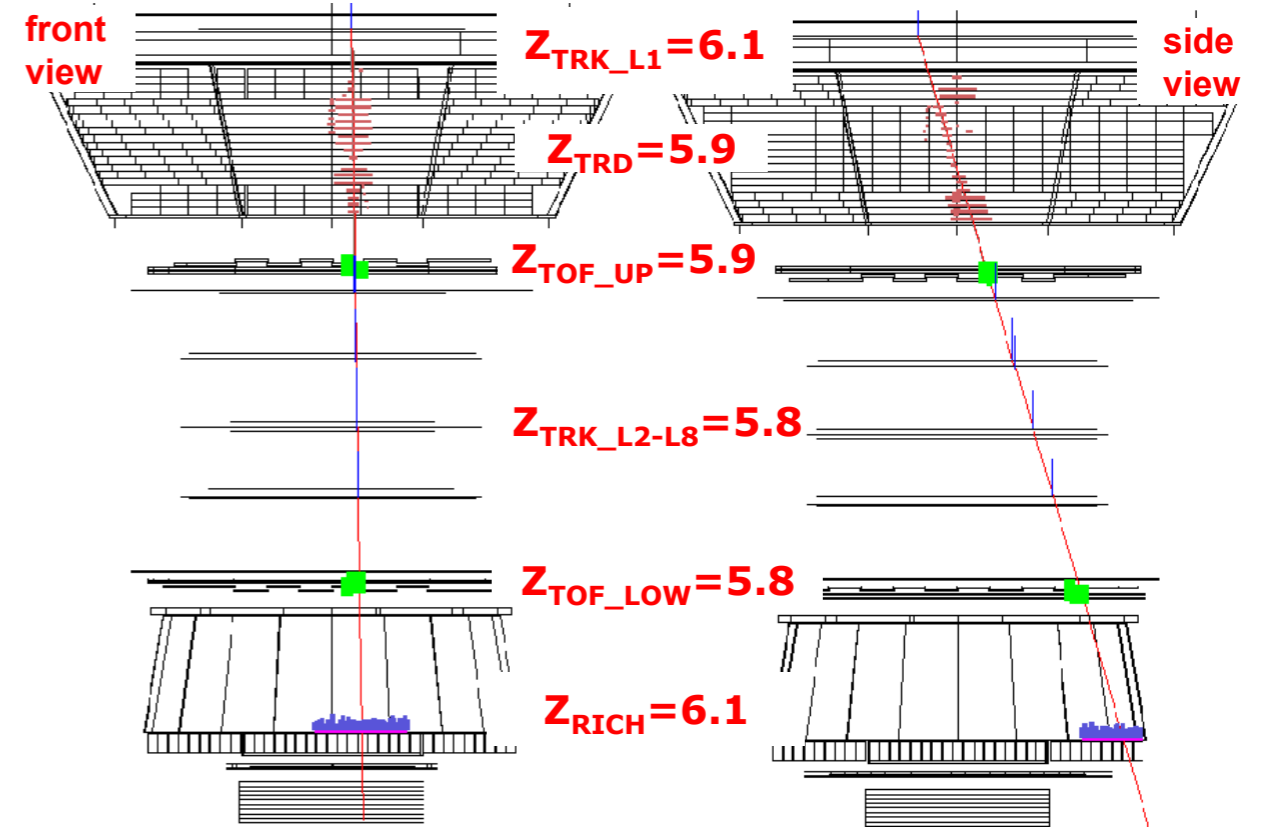 front
view
Z_TRK_L1=6.1
side
view
Z_TRD=5.9
Z_TOF_UP=5.9
Z_TRK_L2-L8=5.8
Z_TOF_LOW=5.8
Z_RICH=6.1